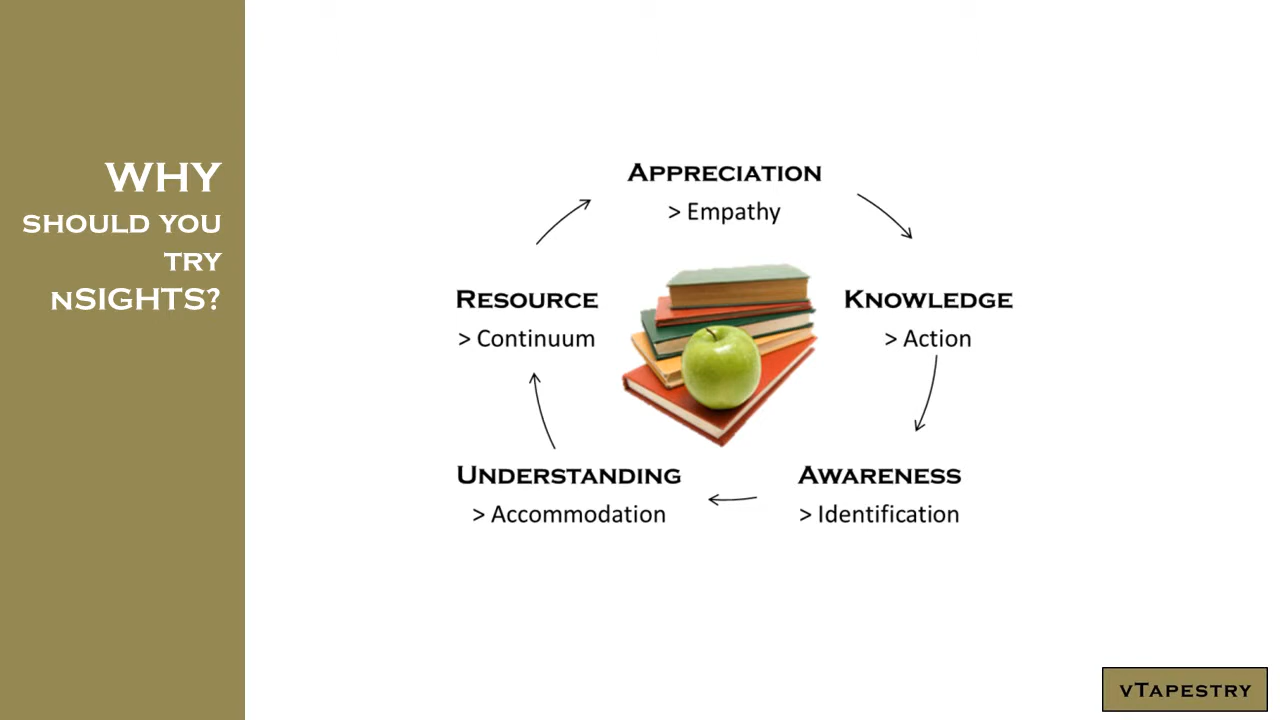 WHY
SHOULD YOU
TRY
NSIGHTS?
APPRECIATION
> Empathy
RESOURCE
> Continuum
KNOWLEDGE
> Action
UNDERSTANDING
> Accommodation
AWARENESS
> Identification
vTAPESTRY